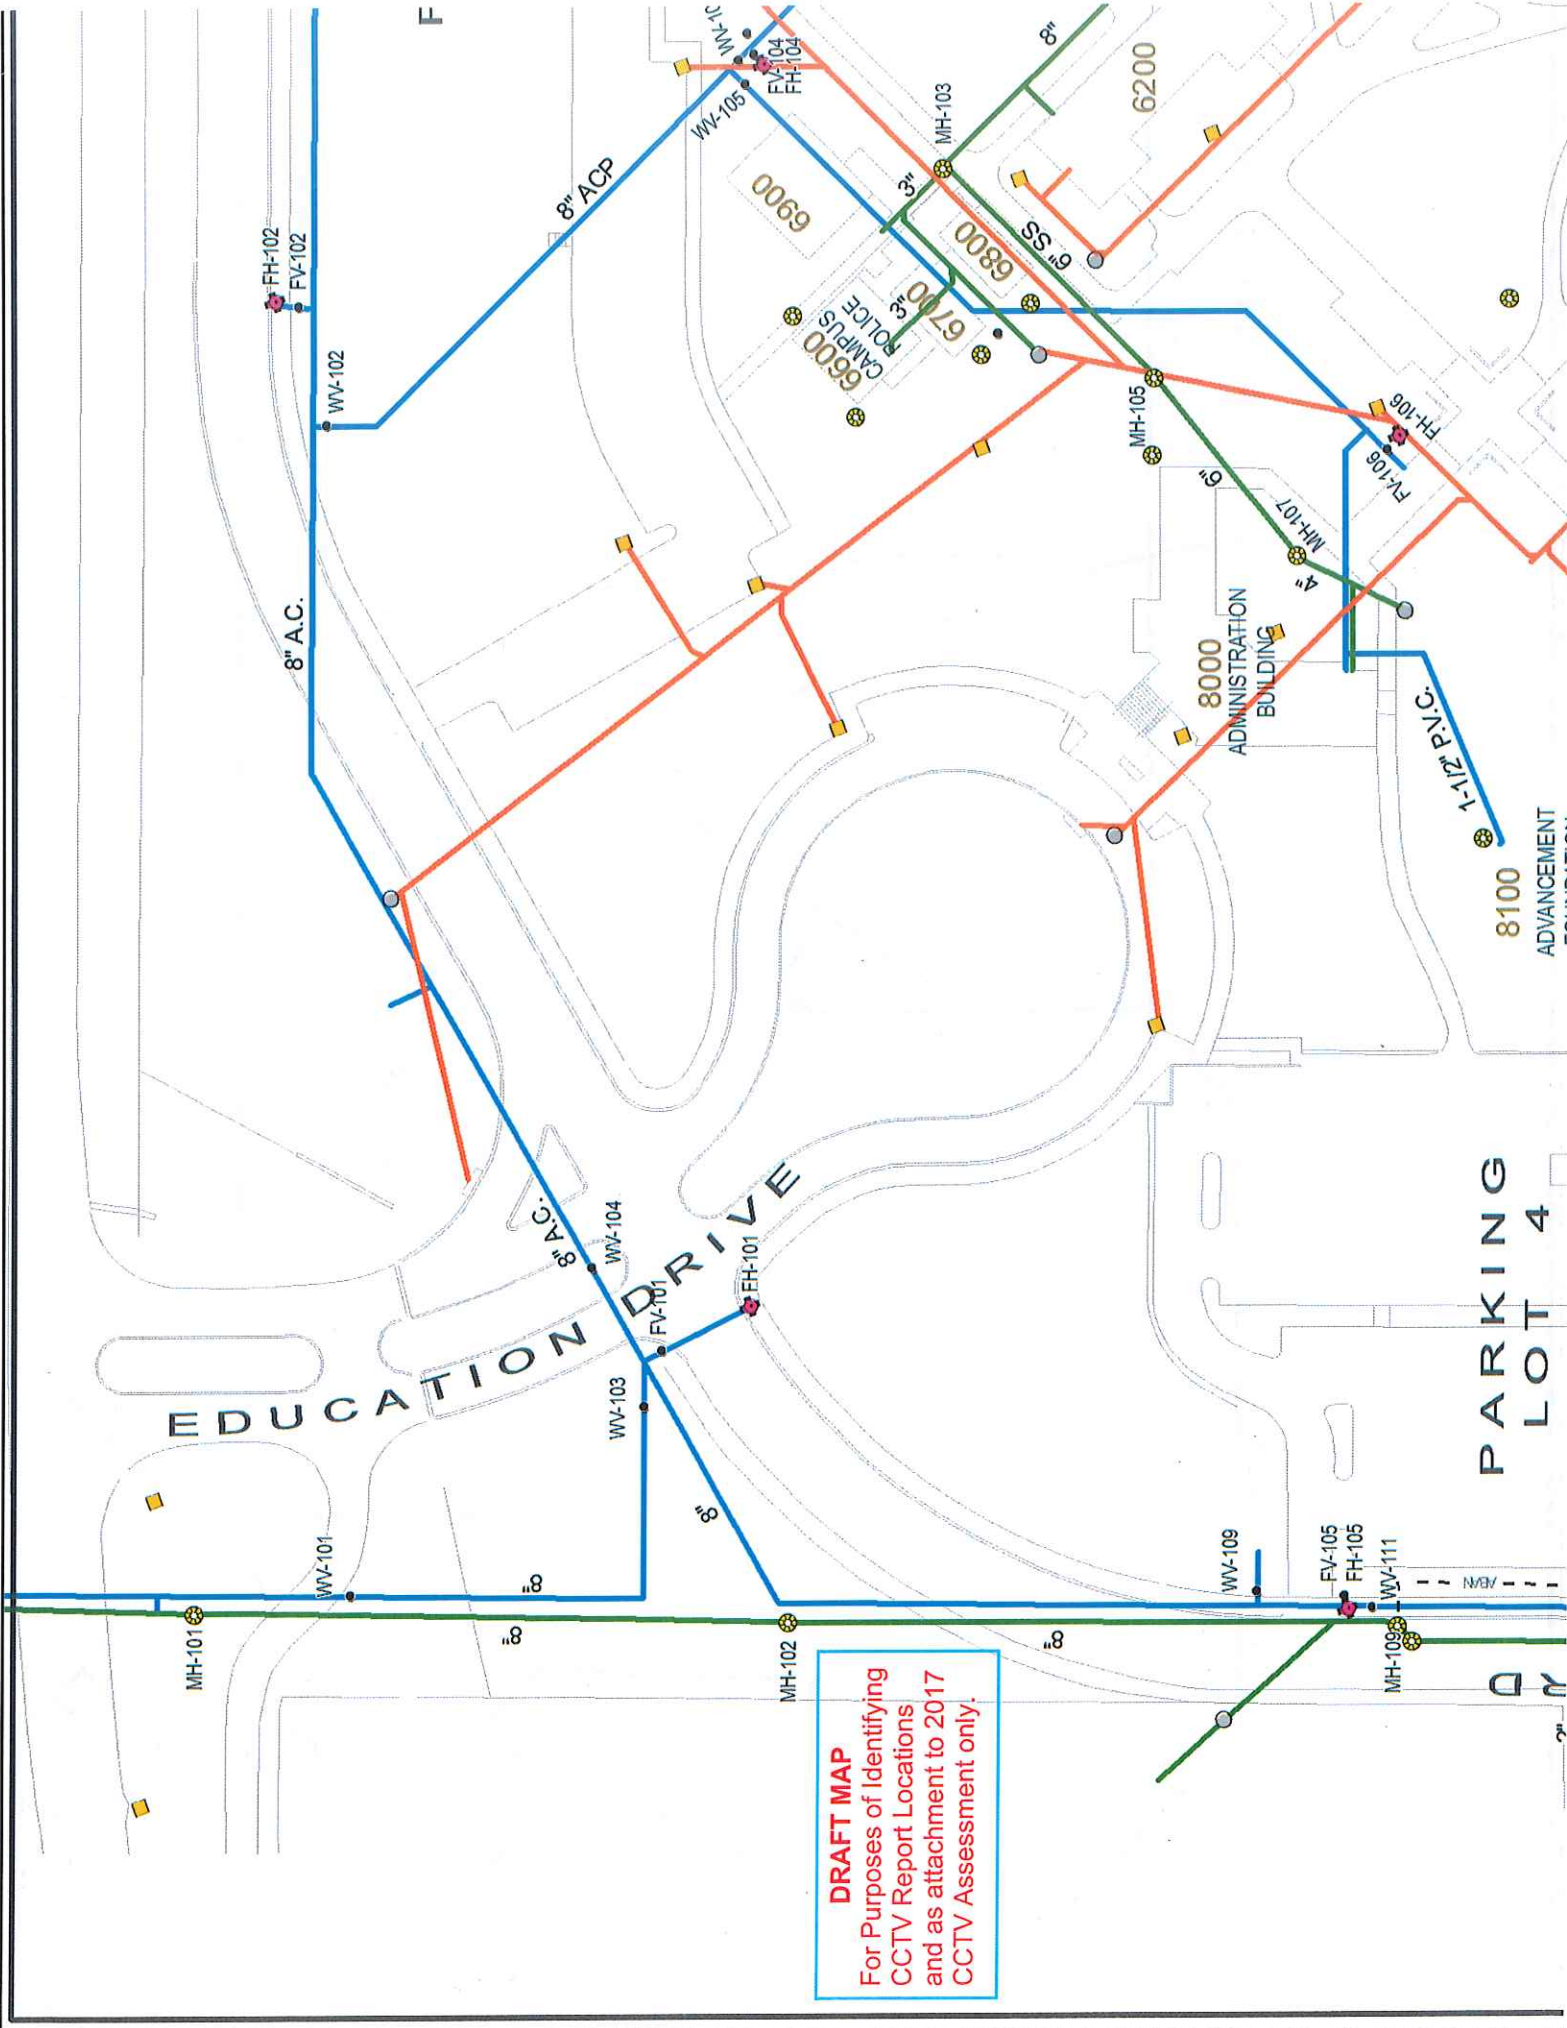 F
WV-10
FV-104
FH-104
WV-105
8" ACP
FH-102
FV-102
WV-102
8" A.C.
8"
MH-103
6200
3"
6900
6800
6" SS
6700
3"
6600
CAMPUS
POLICE
MH-105
6"
MH-107
4"
FH-106
FV-106
8000
ADMINISTRATION
BUILDING
1-1/2" P.V.C.
8100
ADVANCEMENT
8" A.C.
WV-104
EDUCATION DRIVE
FV-101
FH-101
WV-103
8"
WV-101
8"
MH-101
8"
MH-102
8"
WV-109
FV-105
FH-105
WV-111
ABAN
MH-109
PARKING
LOT 4
D
2"
DRAFT MAP
For Purposes of Identifying
CCTV Report Locations
and as attachment to 2017
CCTV Assessment only.